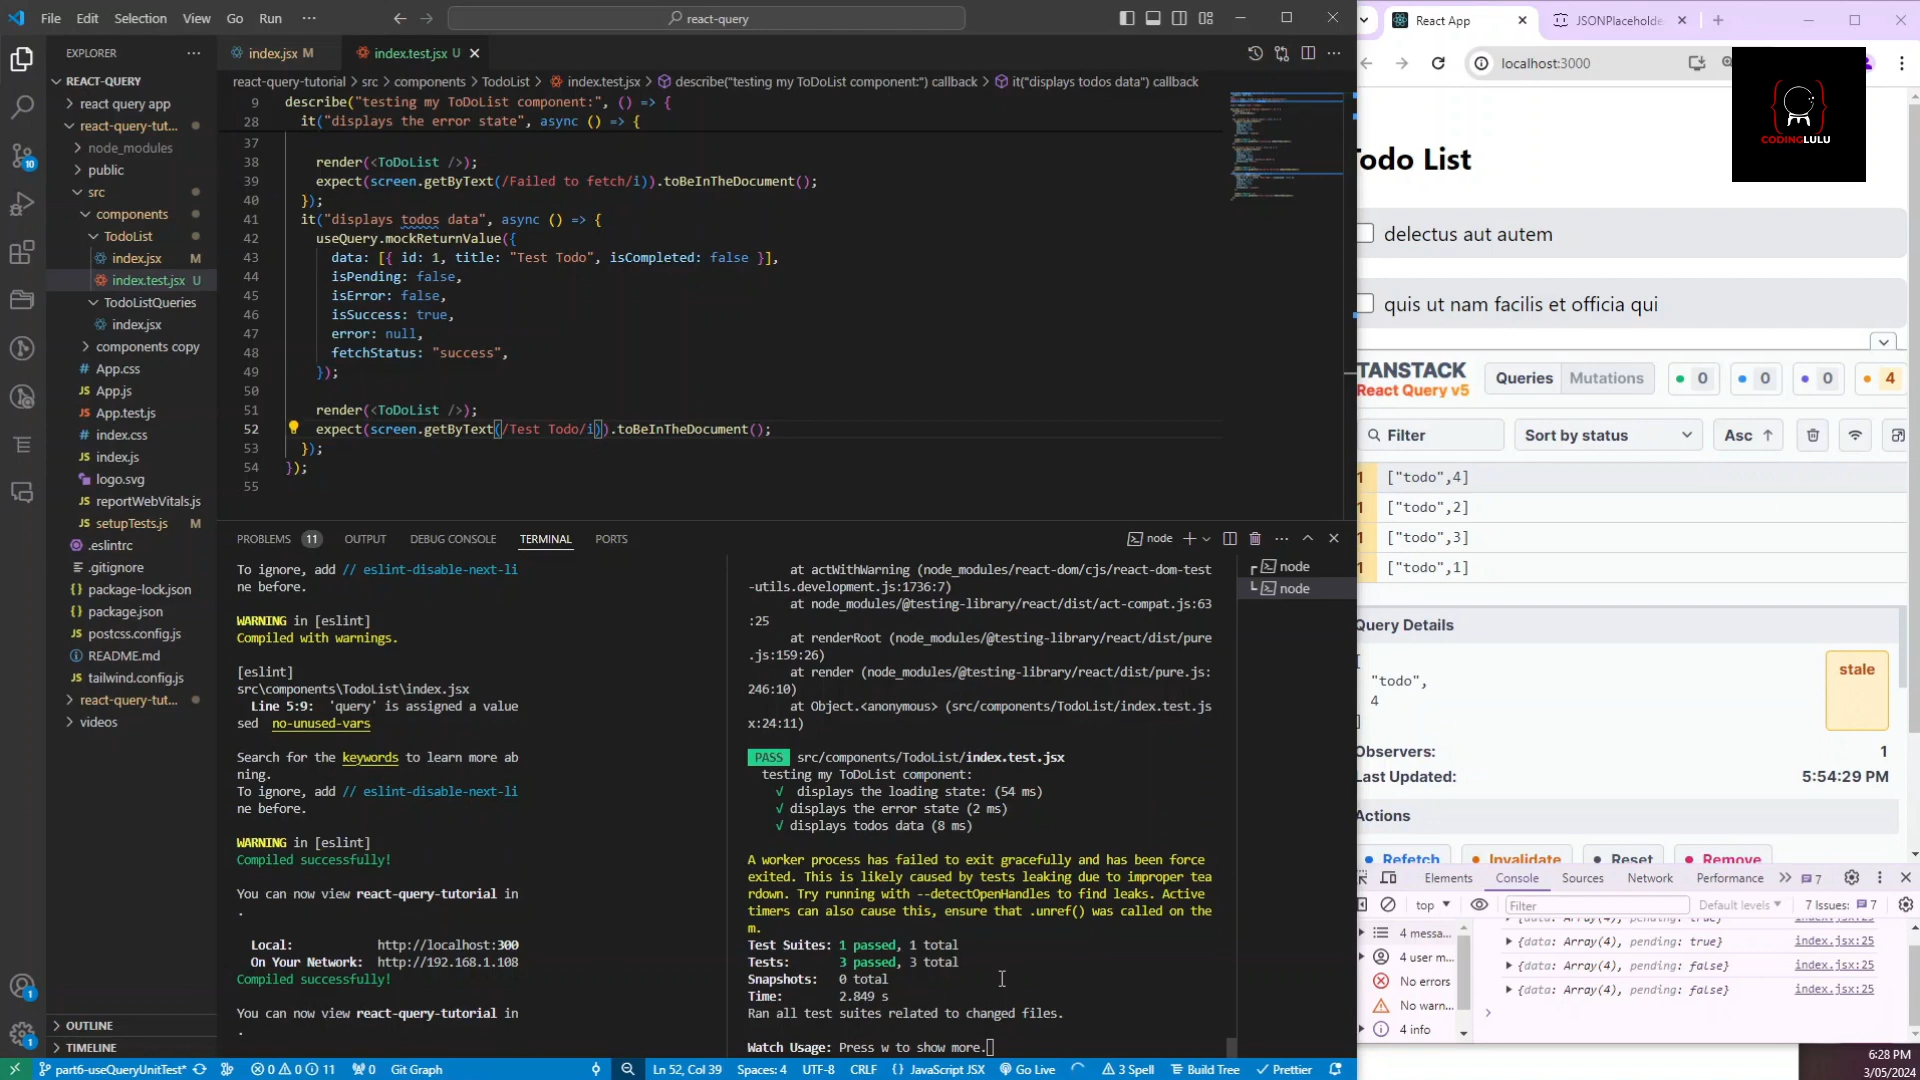 File Edit Selection View Go Run ···
react-query
EXPLORER
REACT-QUERY
react query app
react-query-tut...
node_modules
public
src
components
TodoList
index.jsx M
index.test.jsx U
TodoListQueries
index.jsx
components copy
App.css
App.js
App.test.js
index.css
index.js
logo.svg
reportWebVitals.js
setupTests.js M
.eslintrc
.gitignore
package-lock.json
package.json
postcss.config.js
README.md
tailwind.config.js
react-query-tut...
videos
OUTLINE
TIMELINE
index.jsx M
index.test.jsx U
react-query-tutorial > src > components > TodoList > index.test.jsx > describe("testing my ToDoList component:") callback > it("displays todos data") callback
9 describe("testing my ToDoList component:", () => {
28 it("displays the error state", async () => {
37
38 render(<ToDoList />);
39 expect(screen.getByText(/Failed to fetch/i)).toBeInTheDocument();
40 });
41 it("displays todos data", async () => {
42 useQuery.mockReturnValue({
43 data: [{ id: 1, title: "Test Todo", isCompleted: false }],
44 isPending: false,
45 isError: false,
46 isSuccess: true,
47 error: null,
48 fetchStatus: "success",
49 });
50
51 render(<ToDoList />);
52 expect(screen.getByText(/Test Todo/i)).toBeInTheDocument();
53 });
54 });
55
PROBLEMS 11 OUTPUT DEBUG CONSOLE TERMINAL PORTS
node
To ignore, add // eslint-disable-next-li
ne before.
WARNING in [eslint]
Compiled with warnings.
[eslint]
src\components\TodoList\index.jsx
Line 5:9: 'query' is assigned a value
sed no-unused-vars
Search for the keywords to learn more ab
ning.
To ignore, add // eslint-disable-next-li
ne before.
WARNING in [eslint]
Compiled successfully!
You can now view react-query-tutorial in
.
Local: http://localhost:300
On Your Network: http://192.168.1.108
Compiled successfully!
You can now view react-query-tutorial in
.
at actWithWarning (node_modules/react-dom/cjs/react-dom-test
-utils.development.js:1736:7)
at node_modules/@testing-library/react/dist/act-compat.js:63
:25
at renderRoot (node_modules/@testing-library/react/dist/pure
.js:159:26)
at render (node_modules/@testing-library/react/dist/pure.js:
246:10)
at Object.<anonymous> (src/components/TodoList/index.test.js
x:24:11)
PASS src/components/TodoList/index.test.jsx
testing my ToDoList component:
√ displays the loading state: (54 ms)
√ displays the error state (2 ms)
√ displays todos data (8 ms)
A worker process has failed to exit gracefully and has been force
exited. This is likely caused by tests leaking due to improper tea
rdown. Try running with --detectOpenHandles to find leaks. Active
timers can also cause this, ensure that .unref() was called on the
m.
Test Suites: 1 passed, 1 total
Tests: 3 passed, 3 total
Snapshots: 0 total
Time: 2.849 s
Ran all test suites related to changed files.
Watch Usage: Press w to show more.
node
node
10
1
1
part6-useQueryUnitTest* 0 0 11 0 Git Graph Ln 52, Col 39 Spaces: 4 UTF-8 CRLF JavaScript JSX Go Live 3 Spell Build Tree Prettier
React App
JSONPlaceholde
localhost:3000
CODINGLULU
Todo List
delectus aut autem
quis ut nam facilis et officia qui
TANSTACK
React Query v5
Queries Mutations 0 0 0 4
Filter Sort by status Asc
1 ["todo",4]
1 ["todo",2]
1 ["todo",3]
1 ["todo",1]
Query Details
[
"todo",
4
]
stale
Observers: 1
Last Updated: 5:54:29 PM
Actions
Refetch Invalidate Reset Remove
Elements Console Sources Network Performance 7
top Filter Default levels 7 Issues: 7
4 messa...
4 user m...
No errors
No warn...
4 info
{data: Array(4), pending: true} index.jsx:25
{data: Array(4), pending: true} index.jsx:25
{data: Array(4), pending: false} index.jsx:25
{data: Array(4), pending: false} index.jsx:25
6:28 PM
3/05/2024